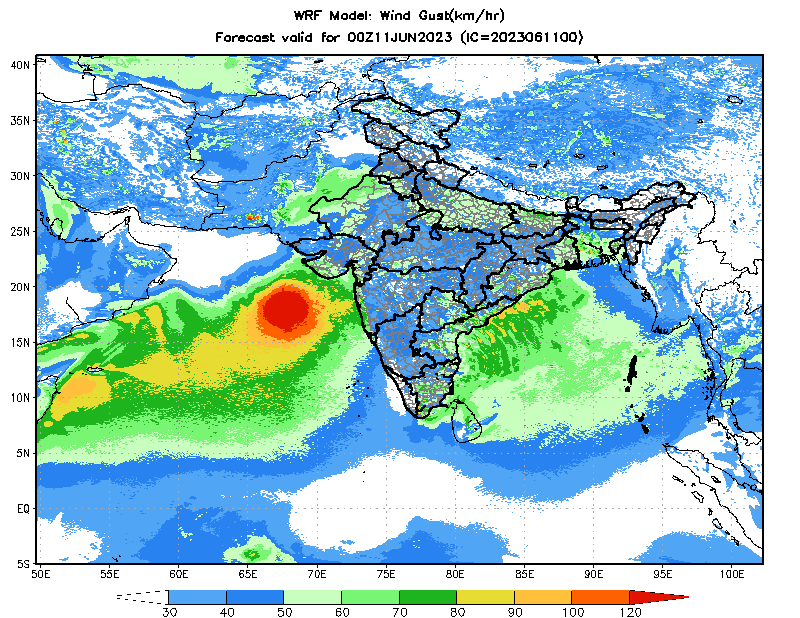 WRF Model: Wind Gust(km/hr)
Forecast valid for 00Z11JUN2023 (IC=2023061100)
40N
35N
30N
25N
20N
15N
10N
5N
EQ
5S
50E 55E 60E 65E 70E 75E 80E 85E 90E 95E 100E
30 40 50 60 70 80 90 100 120